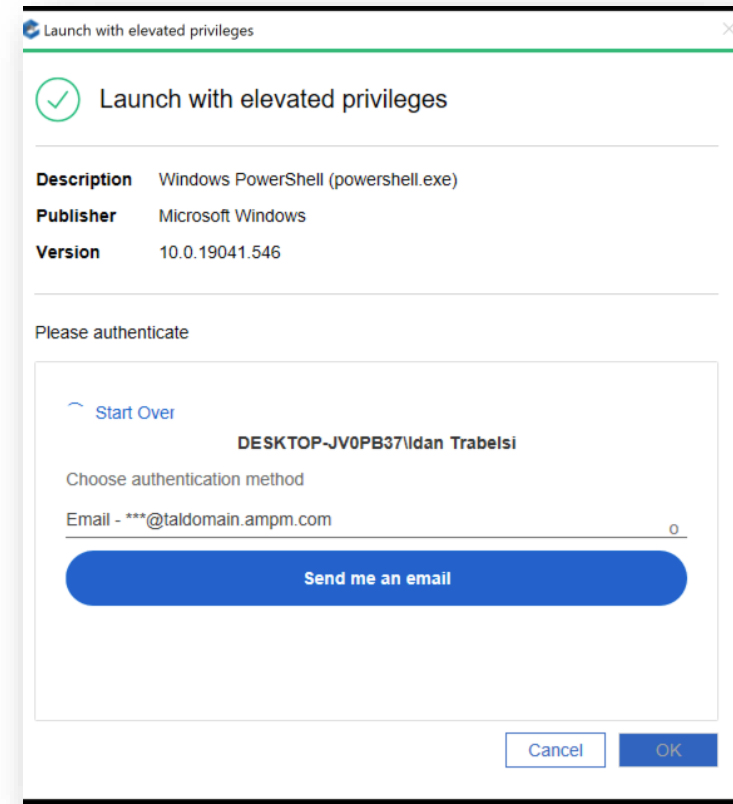 Launch with elevated privileges
Launch with elevated privileges
Description Windows PowerShell (powershell.exe)
Publisher Microsoft Windows
Version 10.0.19041.546
Please authenticate
Start Over
DESKTOP-JV0PB37\Idan Trabelsi
Choose authentication method
Email - ***@taldomain.ampm.com
Send me an email
Cancel OK